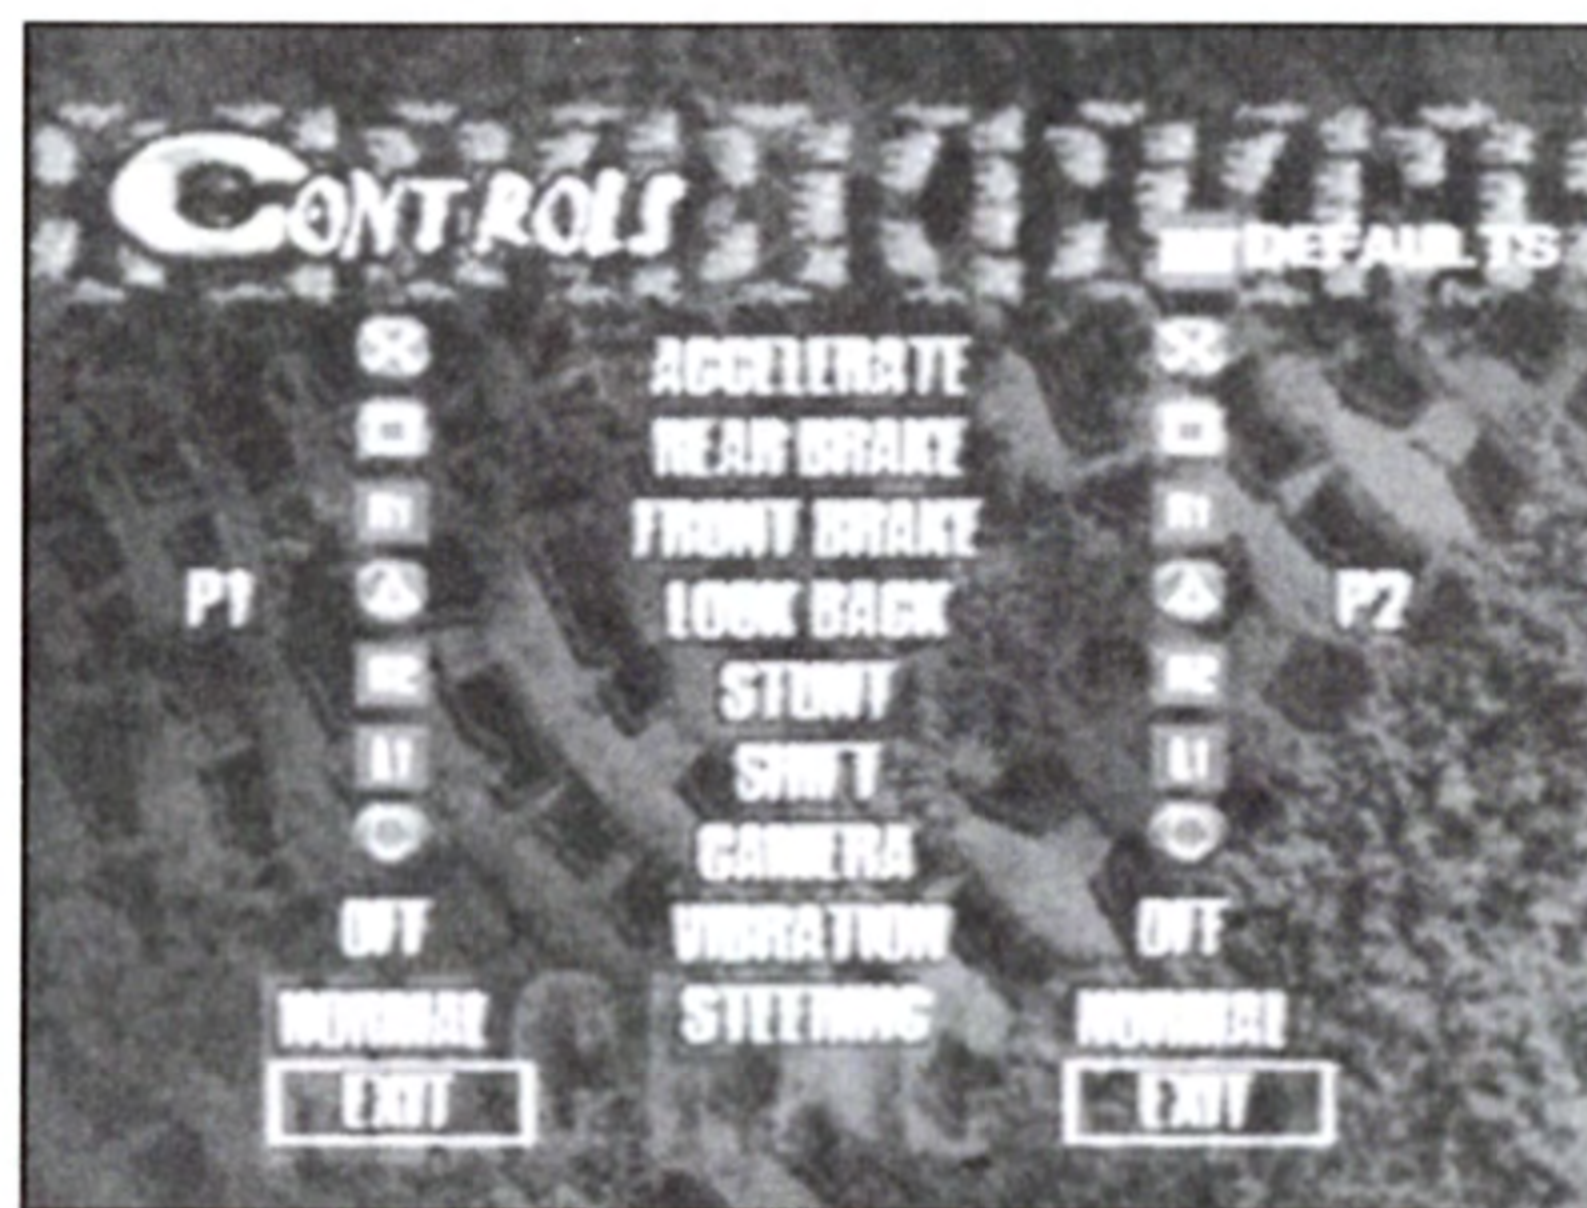 CONTROLS
DEFAULTS
ACCELERATE
REAR BRAKE
R1 FRONT BRAKE R1
P1 LOOK BACK P2
R2 STUNT R2
L1 SHIFT L1
CAMERA
OFF VIBRATION OFF
NORMAL STEERING NORMAL
EXIT EXIT